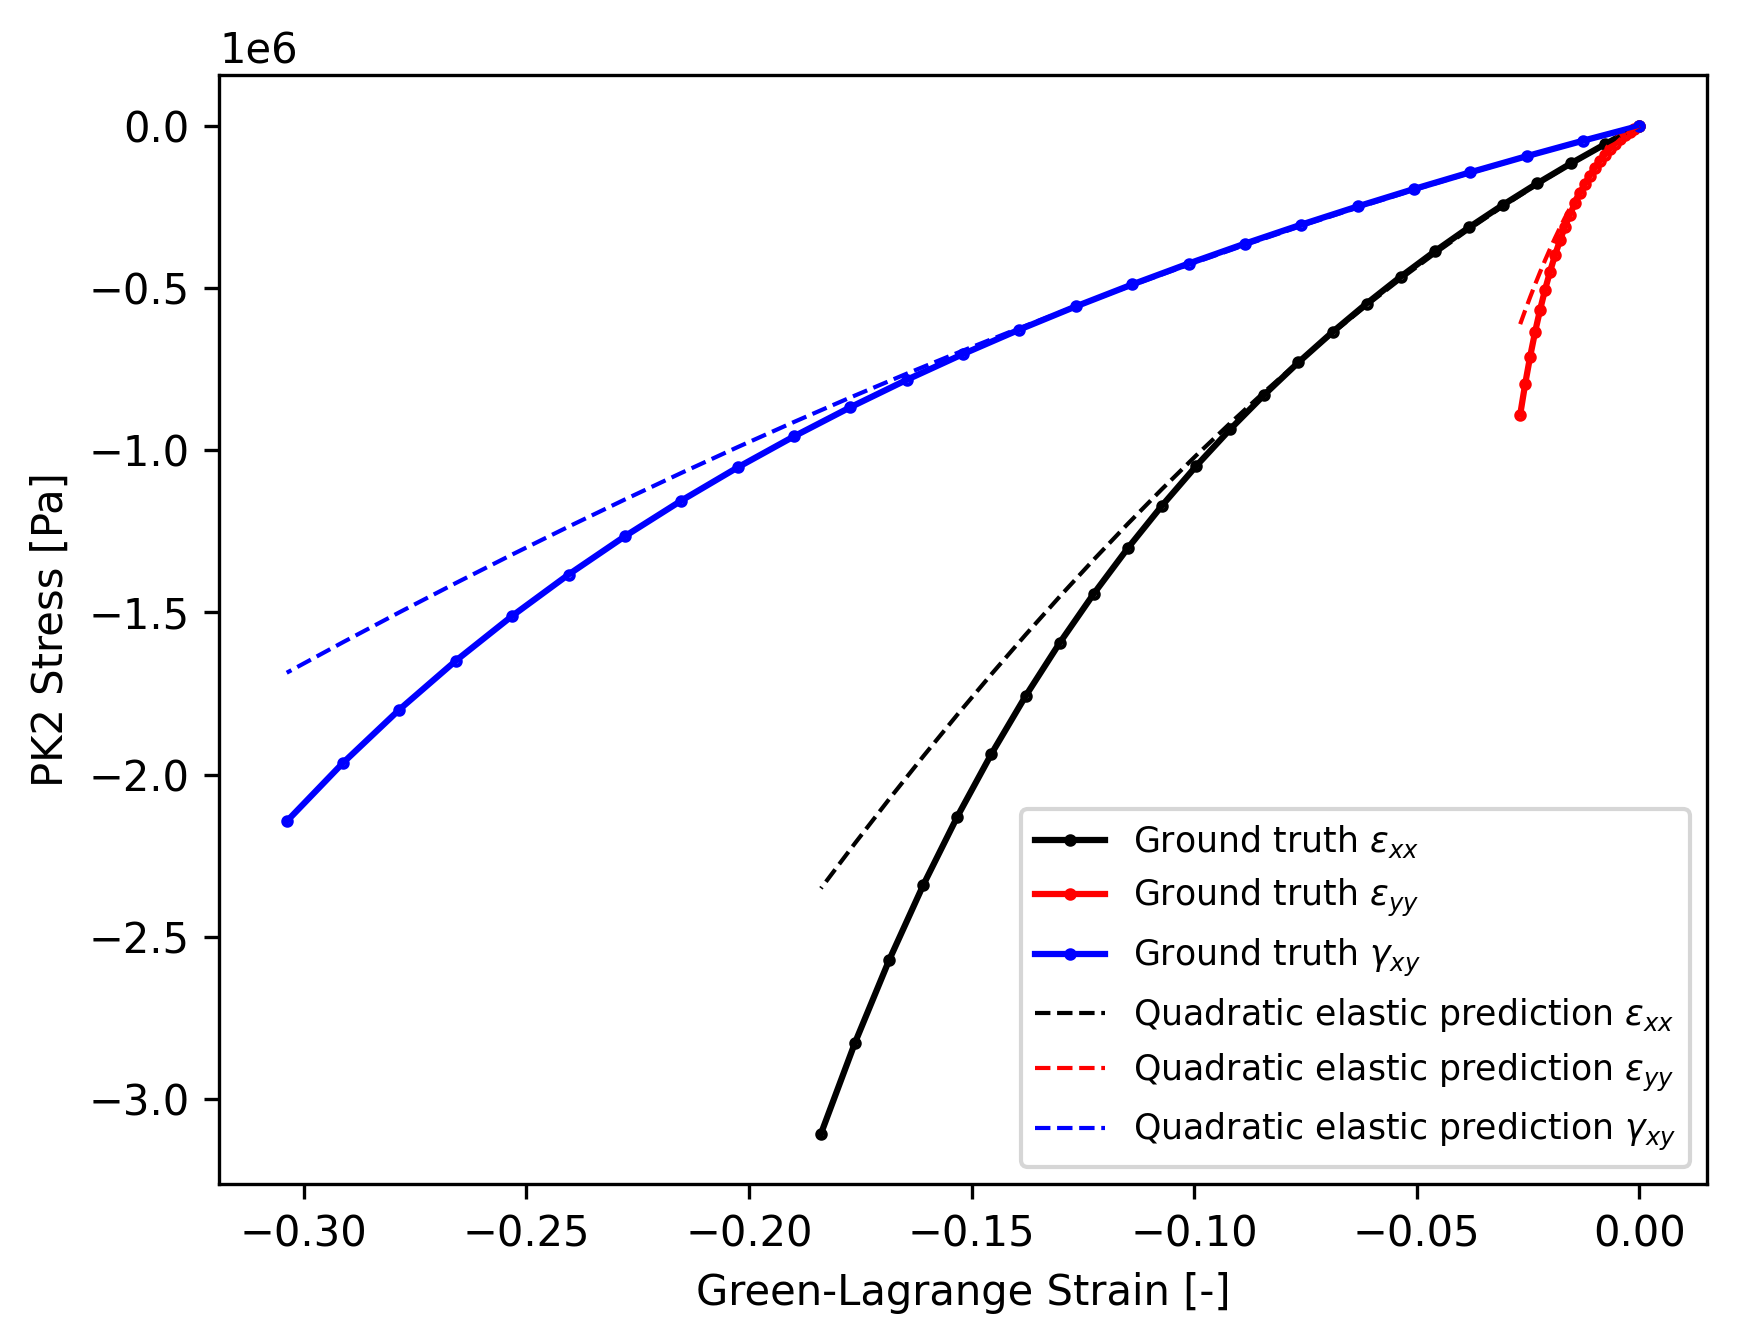 1e6
0.0
−0.5
−1.0
−1.5
−2.0
−2.5
−3.0
PK2 Stress [Pa]
Ground truth εxx
Ground truth εyy
Ground truth γxy
Quadratic elastic prediction εxx
Quadratic elastic prediction εyy
Quadratic elastic prediction γxy
−0.30 −0.25 −0.20 −0.15 −0.10 −0.05 0.00
Green-Lagrange Strain [-]